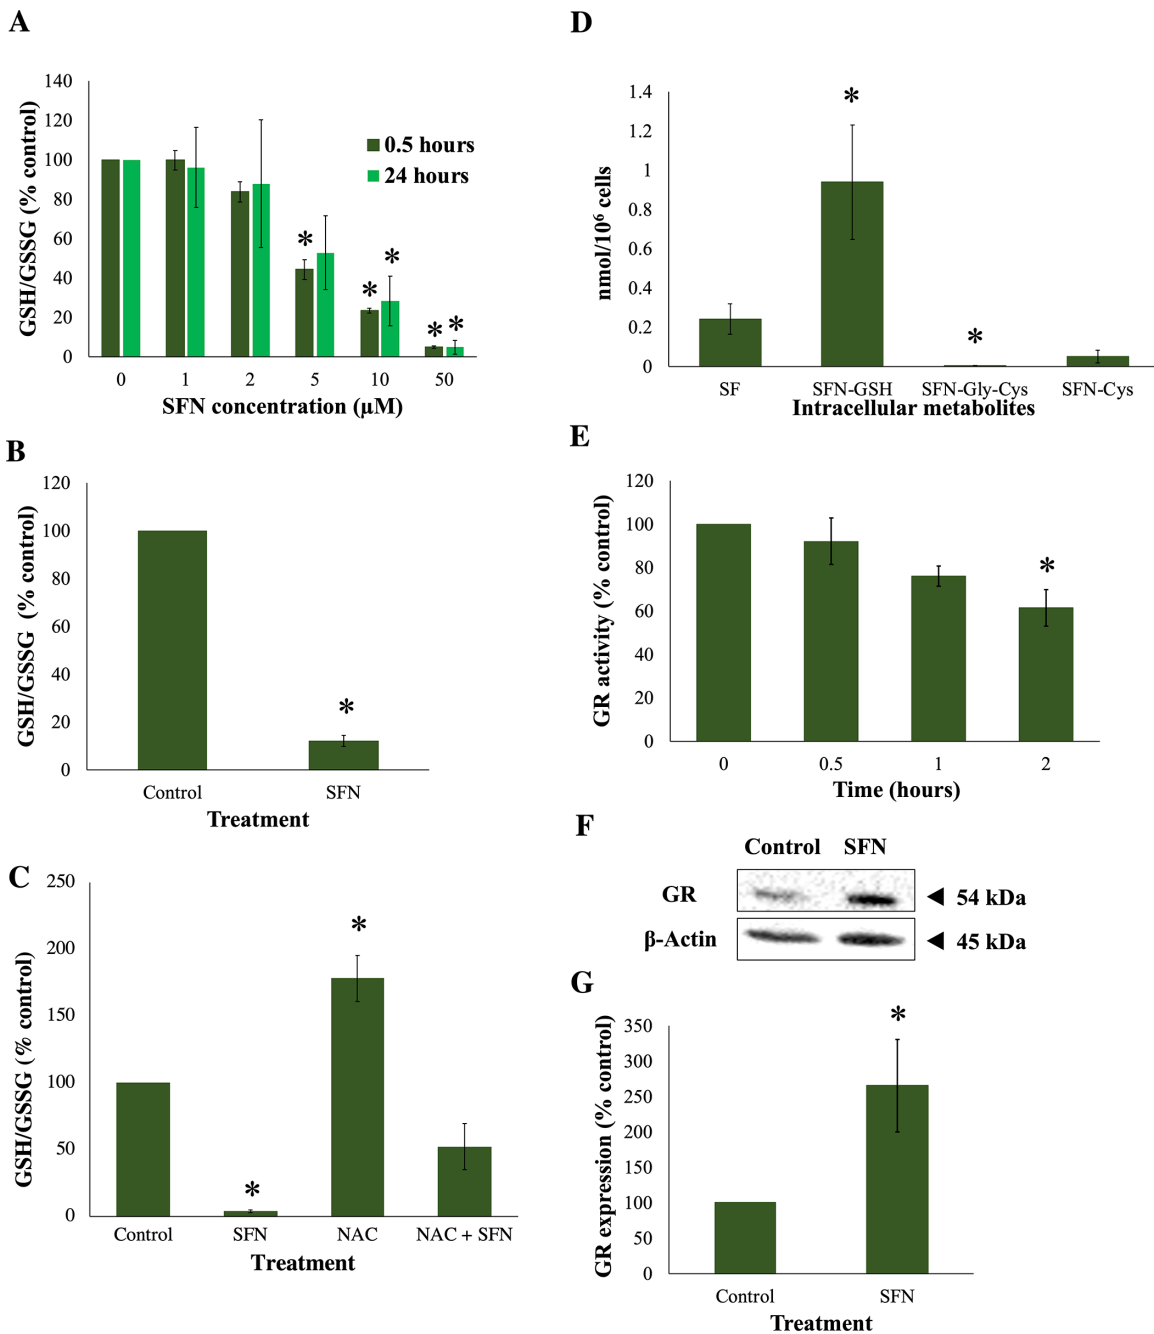 A
GSH/GSSG (% control)
140
120
100
80
60
40
20
0
0.5 hours
24 hours
* * * * *
0 1 2 5 10 50
SFN concentration (µM)
B
GSH/GSSG (% control)
120
100
80
60
40
20
0
*
Control SFN
Treatment
C
GSH/GSSG (% control)
250
200
150
100
50
0
* *
Control SFN NAC NAC + SFN
Treatment
D
nmol/10⁶ cells
1.4
1.2
1
0.8
0.6
0.4
0.2
0
* *
SF SFN-GSH SFN-Gly-Cys SFN-Cys
Intracellular metabolites
E
GR activity (% control)
120
100
80
60
40
20
0
*
0 0.5 1 2
Time (hours)
F
Control SFN
GR 54 kDa
β-Actin 45 kDa
G
GR expression (% control)
350
300
250
200
150
100
50
0
*
Control SFN
Treatment